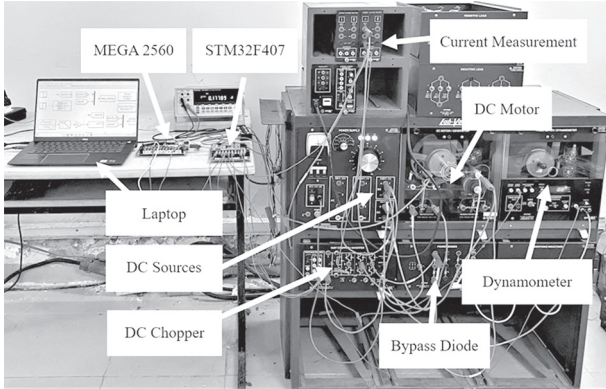 MEGA 2560
STM32F407
Current Measurement
DC Motor
Laptop
DC Sources
Dynamometer
DC Chopper
Bypass Diode